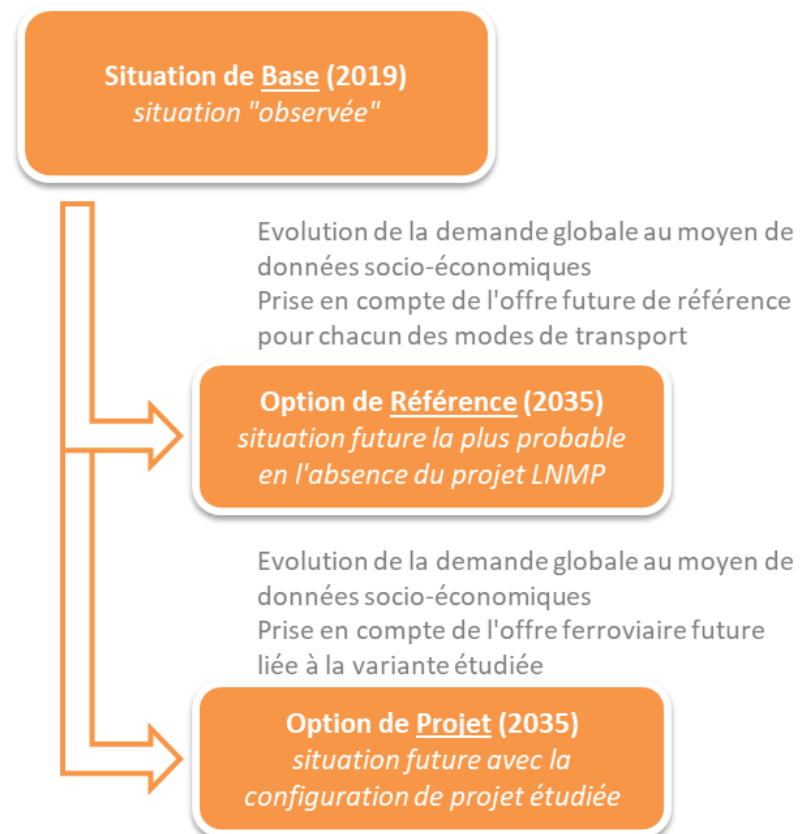 Situation de Base (2019)
situation "observée"
Evolution de la demande globale au moyen de
données socio-économiques
Prise en compte de l'offre future de référence
pour chacun des modes de transport
Option de Référence (2035)
situation future la plus probable
en l'absence du projet LNMP
Evolution de la demande globale au moyen de
données socio-économiques
Prise en compte de l'offre ferroviaire future
liée à la variante étudiée
Option de Projet (2035)
situation future avec la
configuration de projet étudiée